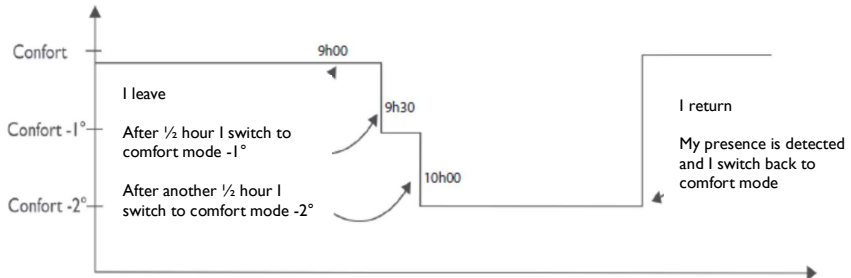 Confort
9h00
I leave
9h30
Confort -1°
After ½ hour I switch to
comfort mode -1°
After another ½ hour I
switch to comfort mode -2°
10h00
Confort -2°
I return
My presence is detected
and I switch back to
comfort mode